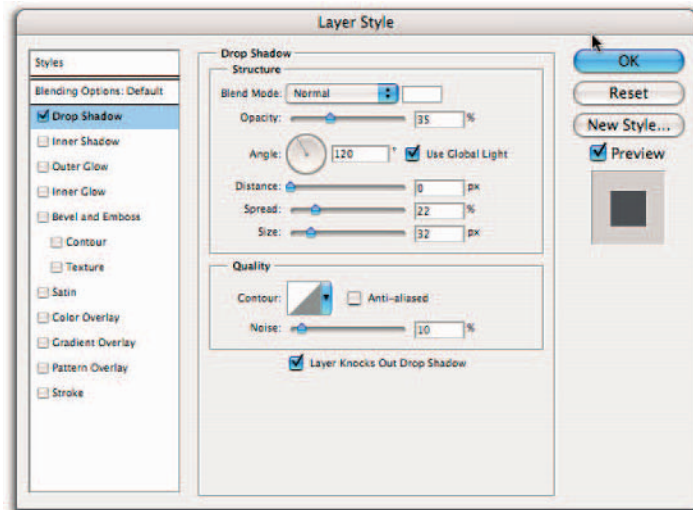 Layer Style
Styles
Blending Options: Default
Drop Shadow
Inner Shadow
Outer Glow
Inner Glow
Bevel and Emboss
Contour
Texture
Satin
Color Overlay
Gradient Overlay
Pattern Overlay
Stroke
Drop Shadow
Structure
Blend Mode: Normal
Opacity: 35 %
Angle: 120 ° Use Global Light
Distance: 0 px
Spread: 22 %
Size: 32 px
Quality
Contour: Anti-aliased
Noise: 10 %
Layer Knocks Out Drop Shadow
OK
Reset
New Style...
Preview